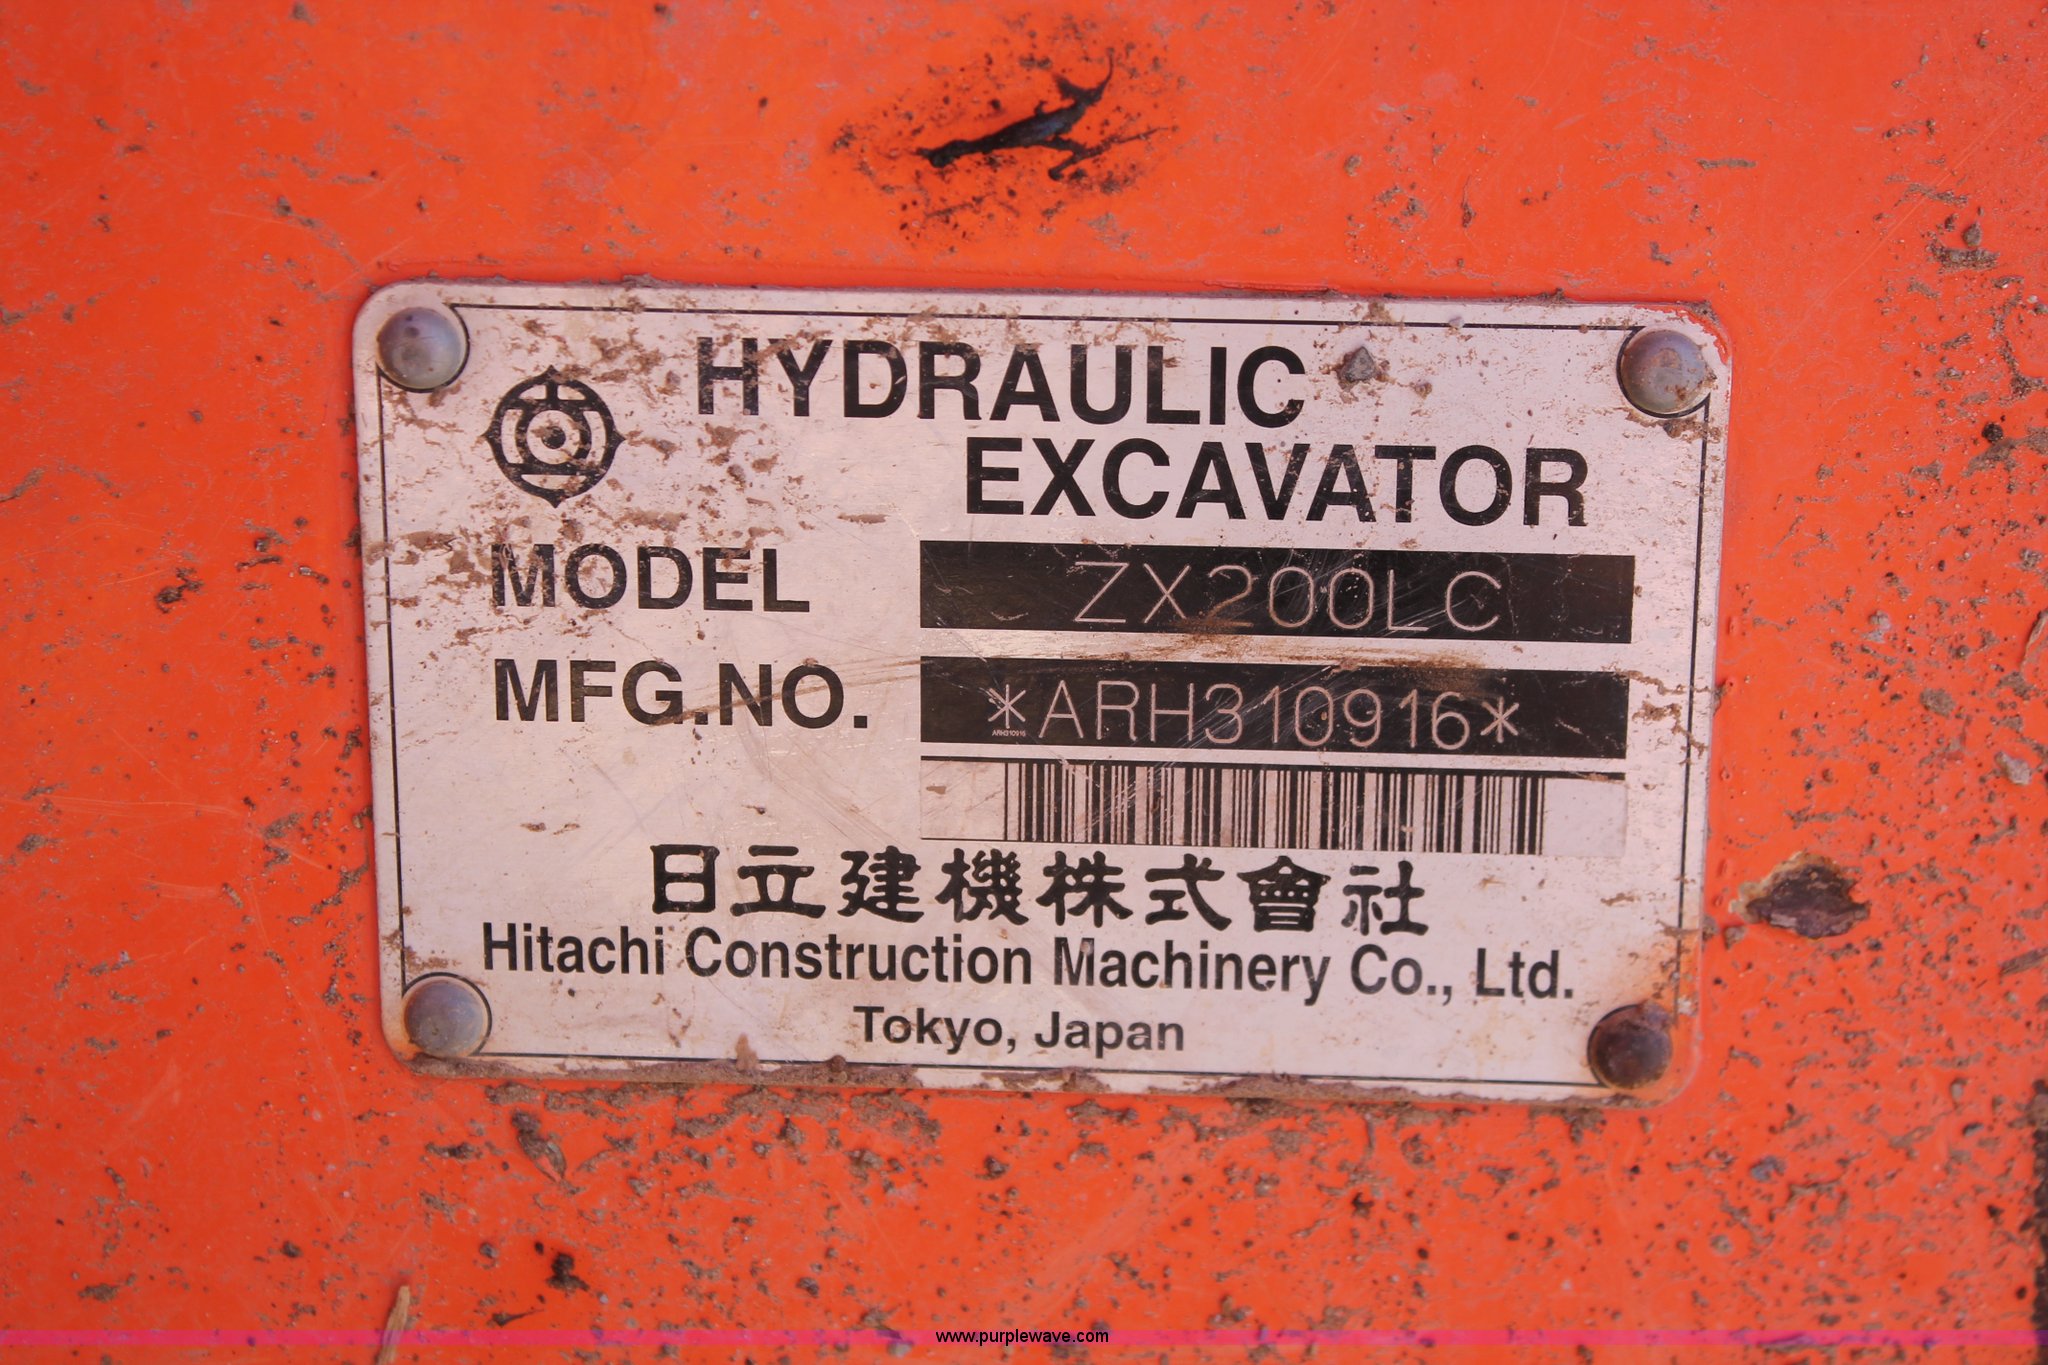 HYDRAULIC
EXCAVATOR
MODEL ZX200LC
MFG.NO. *ARH310916*
ARH310916
日立建機株式會社
Hitachi Construction Machinery Co., Ltd.
Tokyo, Japan
www.purplewave.com